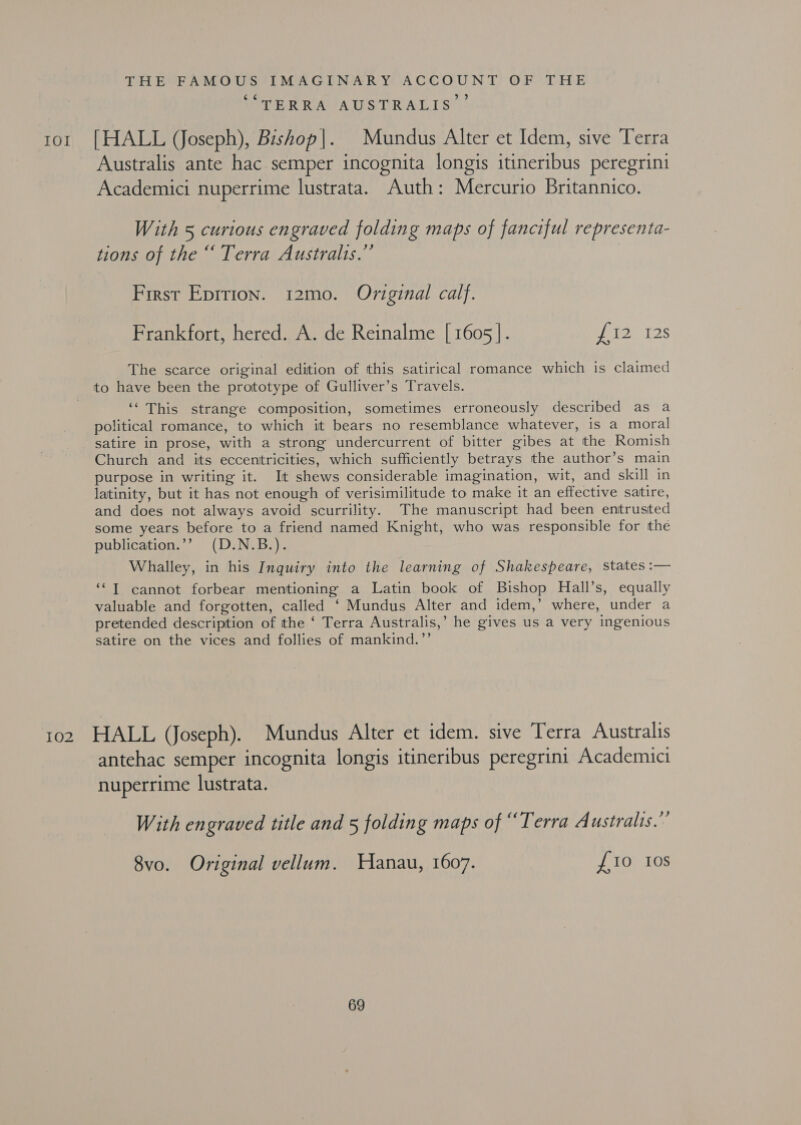 THE FAMOUS IMAGINARY ACCOUNT OF THE
‘‘TERRA AUSTRALIS’’
101 [HALL (Joseph), Bishop]. Mundus Alter et Idem, sive Terra
Australis ante hac semper incognita longis itineribus peregrini
Academici nuperrime lustrata. Auth: Mercurio Britannico.
With 5 curious engraved folding maps of fanciful representa-
tions of the “ Terra Australis.”
FIRST EDITION. 12mo. Original calf.
Frankfort, hered. A. de Reinalme [1605]. £12 12s
The scarce original edition of this satirical romance which is claimed
to have been the prototype of Gulliver’s Travels.
‘‘ This strange composition, sometimes erroneously described as a
political romance, to which it bears no resemblance whatever, is a moral
satire in prose, with a strong undercurrent of bitter gibes at the Romish
Church and its eccentricities, which sufficiently betrays the author’s main
purpose in writing it. It shews considerable imagination, wit, and skill in
latinity, but it has not enough of verisimilitude to make it an effective satire,
and does not always avoid scurrility. The manuscript had been entrusted
some years before to a friend named Knight, who was responsible for the
publication.’’ (D.N.B.).
Whalley, in his Inquiry into the learning of Shakespeare, states :—
‘‘ I cannot forbear mentioning a Latin book of Bishop Hall’s, equally
valuable and forgotten, called ‘ Mundus Alter and idem,’ where, under a
pretended description of the ‘ Terra Australis,’ he gives us a very ingenious
satire on the vices and follies of mankind.’’
102 HALL (Joseph). Mundus Alter et idem. sive Terra Australis
antehac semper incognita longis itineribus peregrini Academici
nuperrime lustrata.
With engraved title and 5 folding maps of “Terra Australis.”
8vo. Original vellum. Hanau, 1607. £10 10s
69